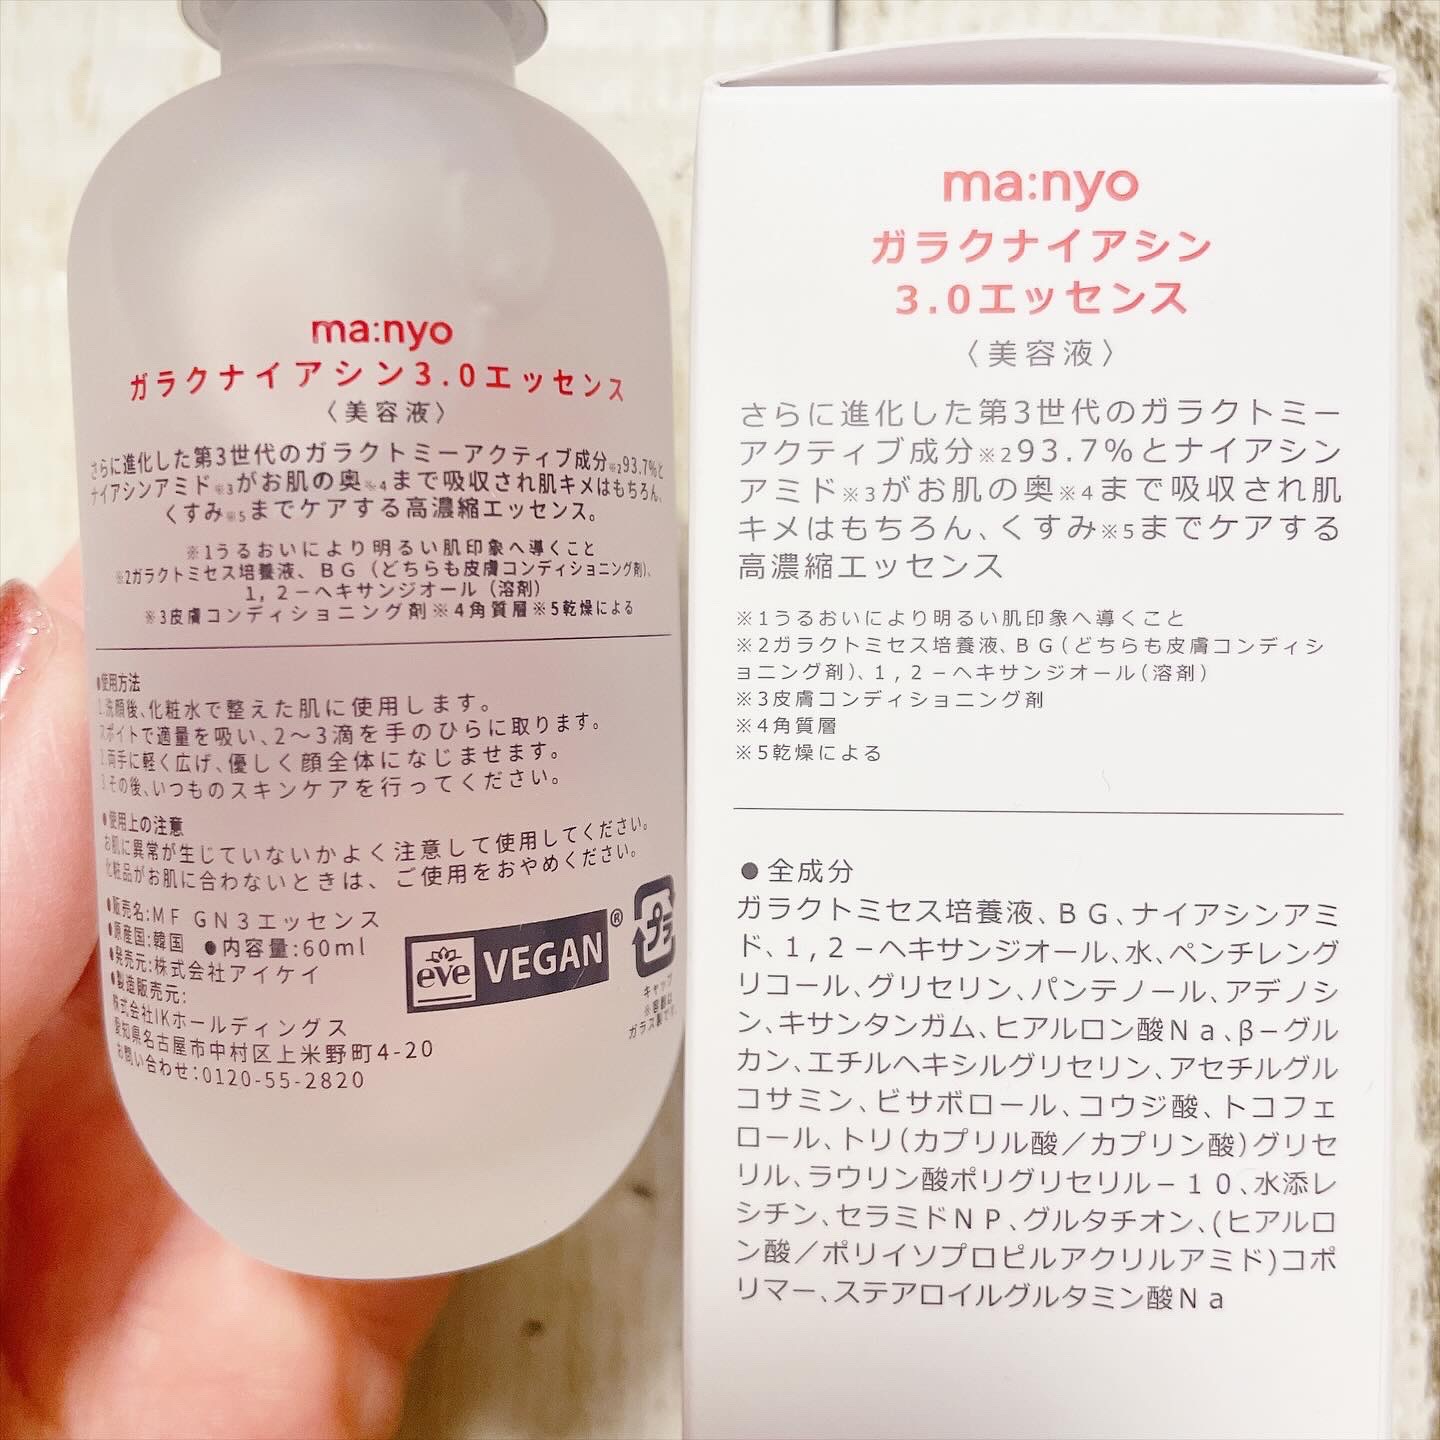 ma:nyo
ガラクナイアシン3.0エッセンス
〈美容液〉
さらに進化した第3世代のガラクトミーアクティブ成分※293.7%と
ナイアシンアミド※3がお肌の奥※4まで吸収され肌キメはもちろん、
くすみ※5までケアする高濃縮エッセンス。
※1うるおいにより明るい肌印象へ導くこと
※2ガラクトミセス培養液、BG（どちらも皮膚コンディショニング剤）、
1,2－ヘキサンジオール（溶剤）
※3皮膚コンディショニング剤※4角質層※5乾燥による
●使用方法
1.洗顔後、化粧水で整えた肌に使用します。
スポイトで適量を吸い、2〜3滴を手のひらに取ります。
2.両手に軽く広げ、優しく顔全体になじませます。
3.その後、いつものスキンケアを行ってください。
●使用上の注意
お肌に異常が生じていないかよく注意して使用してください。
化粧品がお肌に合わないときは、ご使用をおやめください。
●販売名:MF GN3エッセンス
●原産国:韓国 ●内容量:60ml
●発売元:株式会社アイケイ
●製造販売元:
株式会社IKホールディングス
愛知県名古屋市中村区上米野町4-20
お問い合わせ:0120-55-2820
eve VEGAN®
プラ
キャップ
※容器は
ガラス製です
ma:nyo
ガラクナイアシン
3.0エッセンス
〈美容液〉
さらに進化した第3世代のガラクトミー
アクティブ成分※293.7%とナイアシン
アミド※3がお肌の奥※4まで吸収され肌
キメはもちろん、くすみ※5までケアする
高濃縮エッセンス
※1うるおいにより明るい肌印象へ導くこと
※2ガラクトミセス培養液、BG（どちらも皮膚コンディシ
ョニング剤）、1,2－ヘキサンジオール（溶剤）
※3皮膚コンディショニング剤
※4角質層
※5乾燥による
●全成分
ガラクトミセス培養液、BG、ナイアシンアミ
ド、1,2－ヘキサンジオール、水、ペンチレング
リコール、グリセリン、パンテノール、アデノシ
ン、キサンタンガム、ヒアルロン酸Na、β－グル
カン、エチルヘキシルグリセリン、アセチルグル
コサミン、ビサボロール、コウジ酸、トコフェ
ロール、トリ（カプリル酸／カプリン酸）グリセ
リル、ラウリン酸ポリグリセリル－10、水添レ
シチン、セラミドNP、グルタチオン、（ヒアルロ
ン酸／ポリイソプロピルアクリルアミド）コポ
リマー、ステアロイルグルタミン酸Na